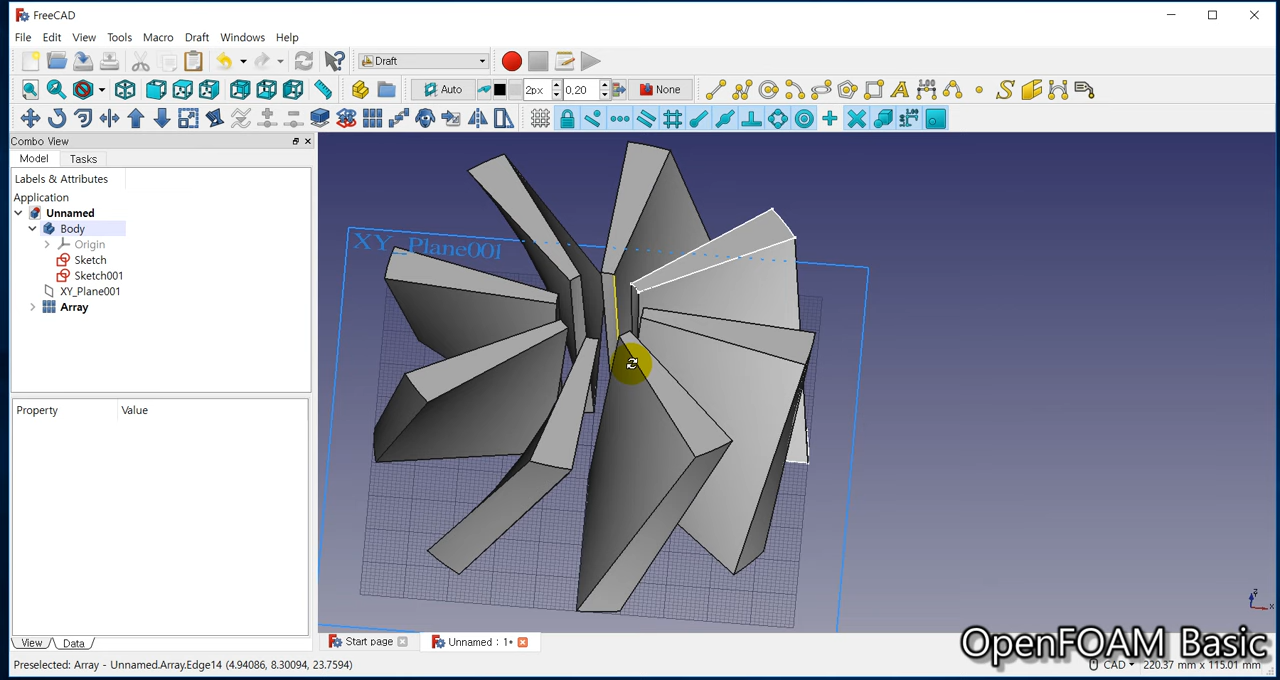 FreeCAD
File Edit View Tools Macro Draft Windows Help
Draft
Auto 2px 0,20 None
Combo View
Model Tasks
Labels & Attributes
Application
Unnamed
Body
Origin
Sketch
Sketch001
XY_Plane001
Array
XY_Plane001
Property Value
View Data
Start page Unnamed : 1*
Preselected: Array - Unnamed.Array.Edge14 (4.94086, 8.30094, 23.7594)
CAD 220.37 mm x 115.01 mm
OpenFOAM Basic
z
x